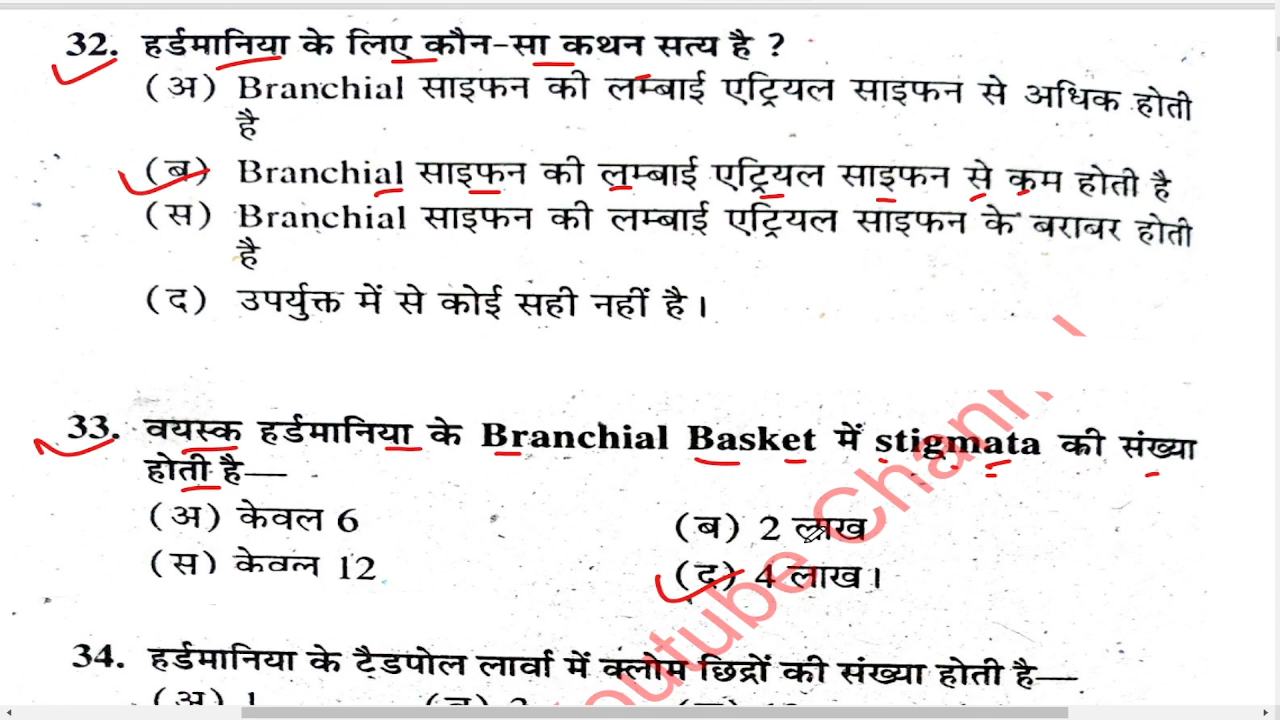 32. हर्डमानिया के लिए कौन-सा कथन सत्य है ?
(अ) Branchial साइफन की लम्बाई एट्रियल साइफन से अधिक होती
है
(ब) Branchial साइफन की लम्बाई एट्रियल साइफन से कम होती है
(स) Branchial साइफन की लम्बाई एट्रियल साइफन के बराबर होती
है
(द) उपर्युक्त में से कोई सही नहीं है।
33. वयस्क हर्डमानिया के Branchial Basket में stigmata की संख्या
होती है—
(अ) केवल 6 (ब) 2 लाख
(स) केवल 12 (द) 4 लाख।
34. हर्डमानिया के टैडपोल लार्वा में क्लोम छिद्रों की संख्या होती है—
(अ) 1